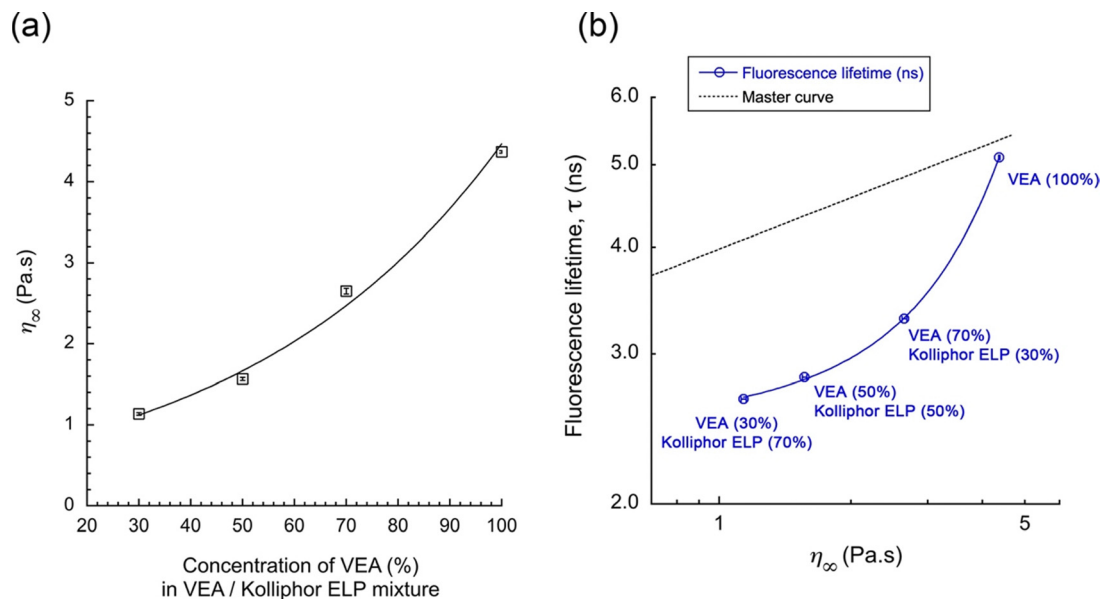 (a)
5
4
3
2
1
0
20 30 40 50 60 70 80 90 100
η∞ (Pa.s)
Concentration of VEA (%)
in VEA / Kolliphor ELP mixture
(b)
Fluorescence lifetime (ns)
Master curve
6.0
5.0
4.0
3.0
2.0
Fluorescence lifetime, τ (ns)
VEA (100%)
VEA (70%)
Kolliphor ELP (30%)
VEA (50%)
Kolliphor ELP (50%)
VEA (30%)
Kolliphor ELP (70%)
1 5
η∞ (Pa.s)